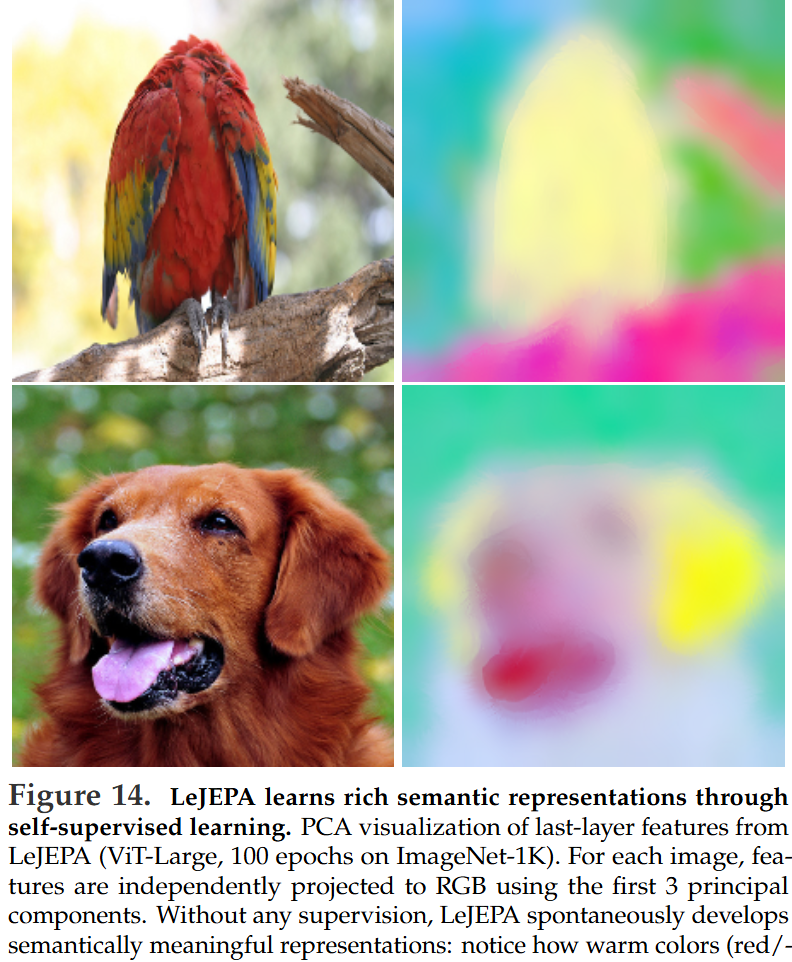 Figure 14. LeJEPA learns rich semantic representations through
self-supervised learning. PCA visualization of last-layer features from
LeJEPA (ViT-Large, 100 epochs on ImageNet-1K). For each image, fea-
tures are independently projected to RGB using the first 3 principal
components. Without any supervision, LeJEPA spontaneously develops
semantically meaningful representations: notice how warm colors (red/-